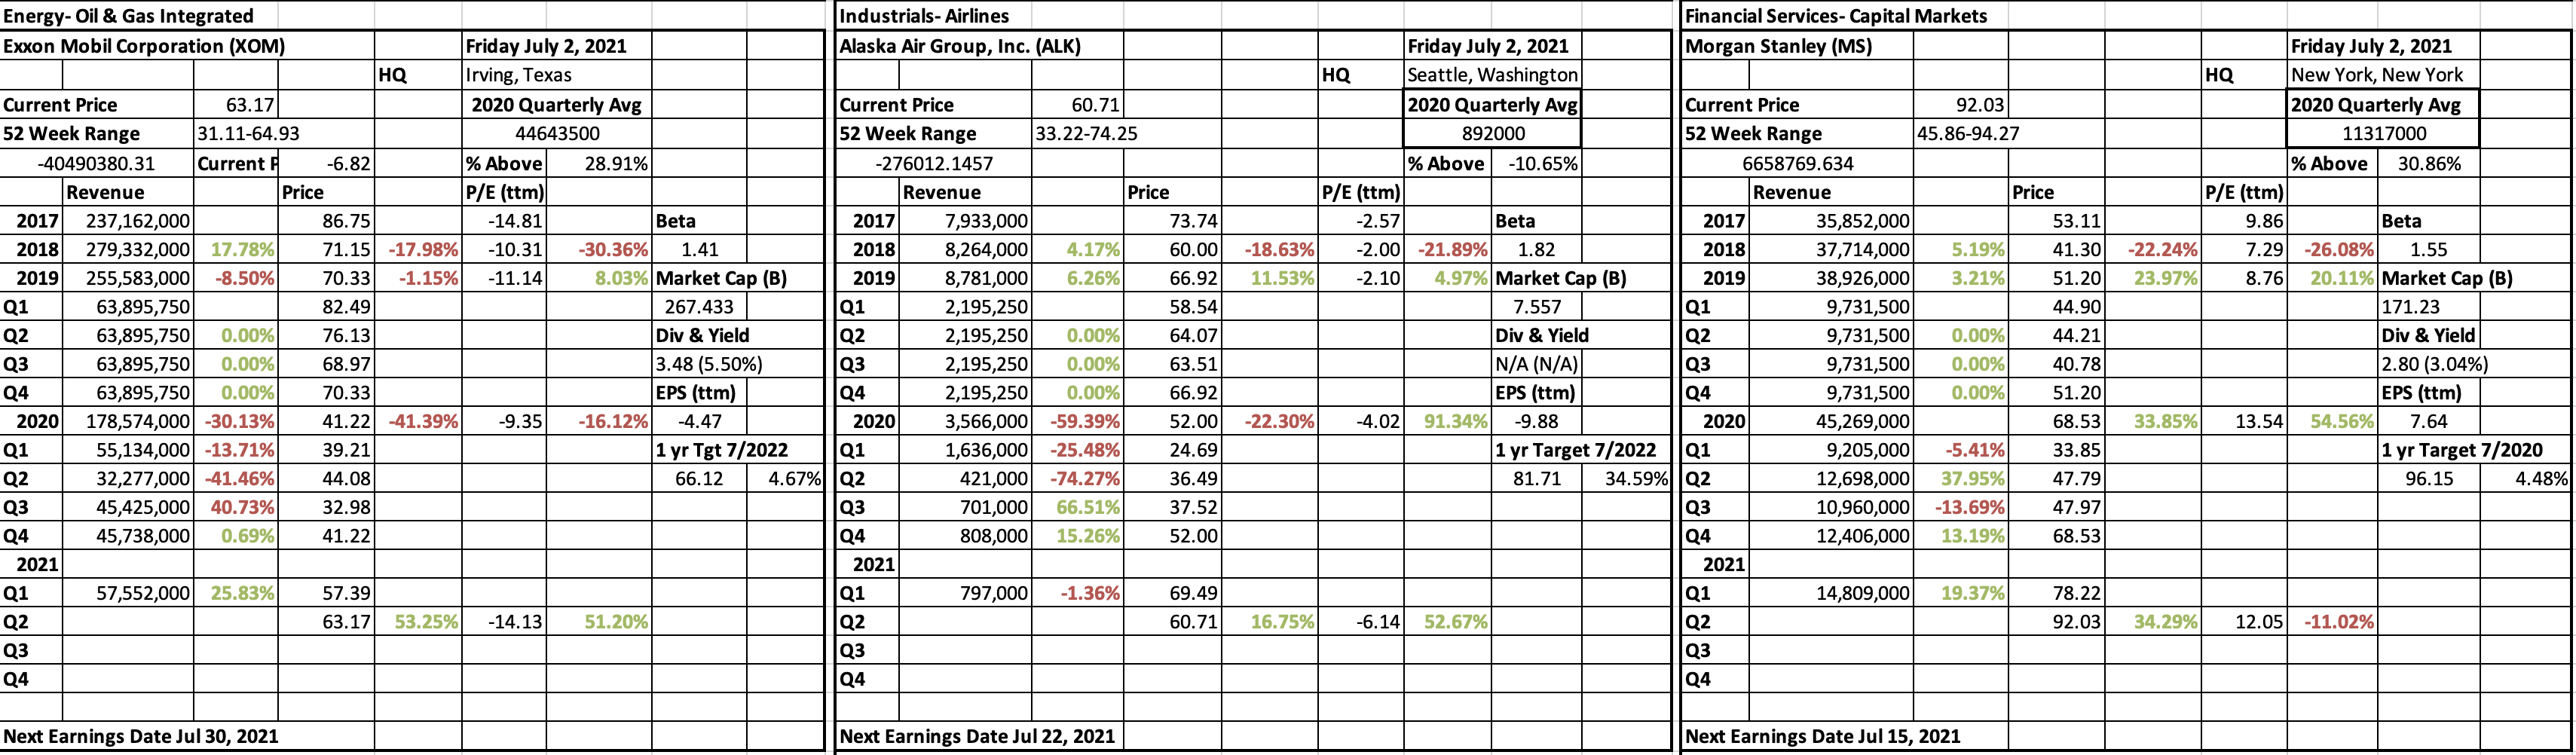 Energy- Oil & Gas Integrated
Exxon Mobil Corporation (XOM) Friday July 2, 2021
HQ Irving, Texas
Current Price 63.17 2020 Quarterly Avg
52 Week Range 31.11-64.93 44643500
-40490380.31 Current P -6.82 % Above 28.91%
Revenue Price P/E (ttm)
2017 237,162,000 86.75 -14.81 Beta
2018 279,332,000 17.78% 71.15 -17.98% -10.31 -30.36% 1.41
2019 255,583,000 -8.50% 70.33 -1.15% -11.14 8.03% Market Cap (B)
Q1 63,895,750 82.49 267.433
Q2 63,895,750 0.00% 76.13 Div & Yield
Q3 63,895,750 0.00% 68.97 3.48 (5.50%)
Q4 63,895,750 0.00% 70.33 EPS (ttm)
2020 178,574,000 -30.13% 41.22 -41.39% -9.35 -16.12% -4.47
Q1 55,134,000 -13.71% 39.21 1 yr Tgt 7/2022
Q2 32,277,000 -41.46% 44.08 66.12 4.67%
Q3 45,425,000 40.73% 32.98
Q4 45,738,000 0.69% 41.22
2021
Q1 57,552,000 25.83% 57.39
Q2 63.17 53.25% -14.13 51.20%
Q3
Q4
Next Earnings Date Jul 30, 2021
Industrials- Airlines
Alaska Air Group, Inc. (ALK) Friday July 2, 2021
HQ Seattle, Washington
Current Price 60.71 2020 Quarterly Avg
52 Week Range 33.22-74.25 892000
-276012.1457 % Above -10.65%
Revenue Price P/E (ttm)
2017 7,933,000 73.74 -2.57 Beta
2018 8,264,000 4.17% 60.00 -18.63% -2.00 -21.89% 1.82
2019 8,781,000 6.26% 66.92 11.53% -2.10 4.97% Market Cap (B)
Q1 2,195,250 58.54 7.557
Q2 2,195,250 0.00% 64.07 Div & Yield
Q3 2,195,250 0.00% 63.51 N/A (N/A)
Q4 2,195,250 0.00% 66.92 EPS (ttm)
2020 3,566,000 -59.39% 52.00 -22.30% -4.02 91.34% -9.88
Q1 1,636,000 -25.48% 24.69 1 yr Target 7/2022
Q2 421,000 -74.27% 36.49 81.71 34.59%
Q3 701,000 66.51% 37.52
Q4 808,000 15.26% 52.00
2021
Q1 797,000 -1.36% 69.49
Q2 60.71 16.75% -6.14 52.67%
Q3
Q4
Next Earnings Date Jul 22, 2021
Financial Services- Capital Markets
Morgan Stanley (MS) Friday July 2, 2021
HQ New York, New York
Current Price 92.03 2020 Quarterly Avg
52 Week Range 45.86-94.27 11317000
6658769.634 % Above 30.86%
Revenue Price P/E (ttm)
2017 35,852,000 53.11 9.86 Beta
2018 37,714,000 5.19% 41.30 -22.24% 7.29 -26.08% 1.55
2019 38,926,000 3.21% 51.20 23.97% 8.76 20.11% Market Cap (B)
Q1 9,731,500 44.90 171.23
Q2 9,731,500 0.00% 44.21 Div & Yield
Q3 9,731,500 0.00% 40.78 2.80 (3.04%)
Q4 9,731,500 0.00% 51.20 EPS (ttm)
2020 45,269,000 68.53 33.85% 13.54 54.56% 7.64
Q1 9,205,000 -5.41% 33.85 1 yr Target 7/2020
Q2 12,698,000 37.95% 47.79 96.15 4.48%
Q3 10,960,000 -13.69% 47.97
Q4 12,406,000 13.19% 68.53
2021
Q1 14,809,000 19.37% 78.22
Q2 92.03 34.29% 12.05 -11.02%
Q3
Q4
Next Earnings Date Jul 15, 2021